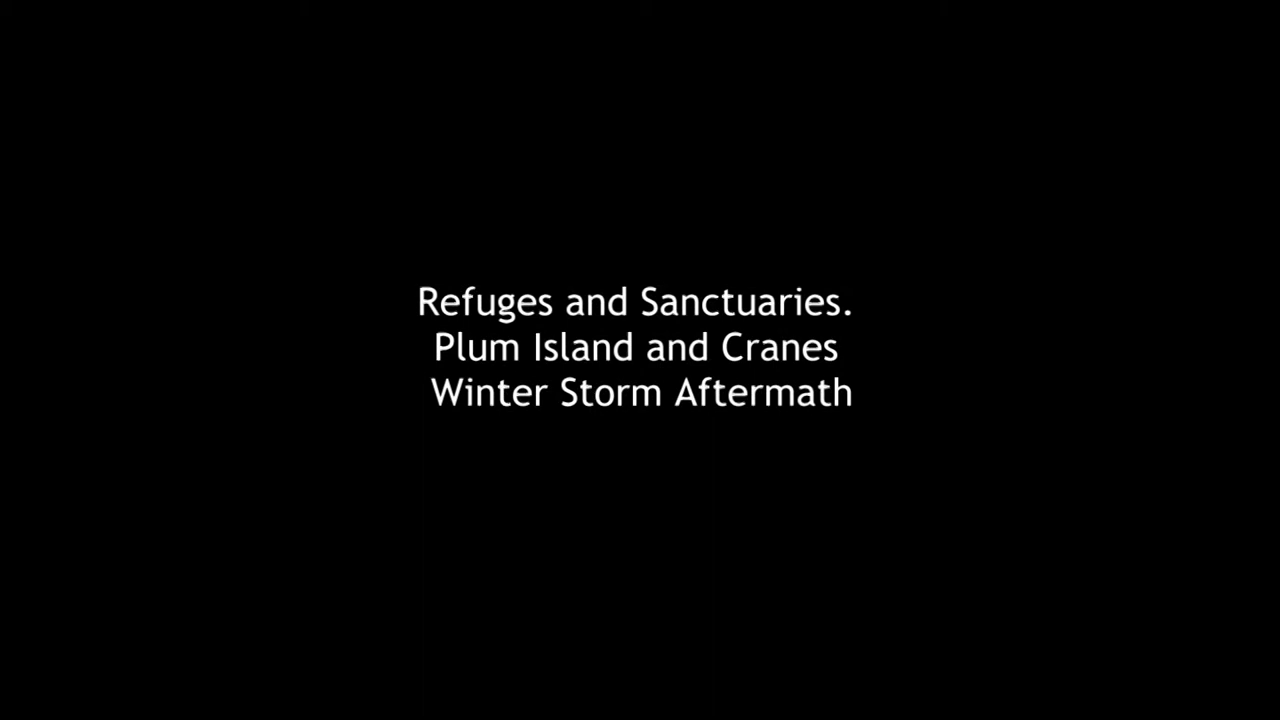 Refuges and Sanctuaries.
Plum Island and Cranes
Winter Storm Aftermath